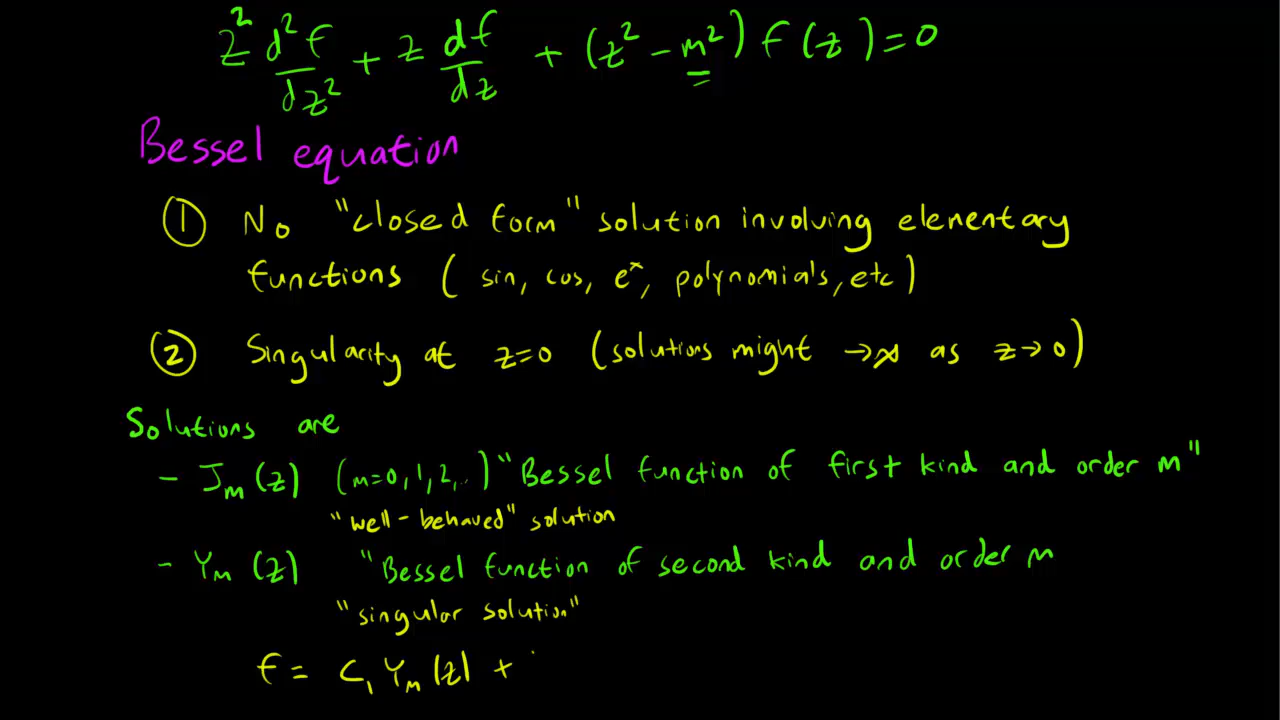 z² d²f/dz² + z df/dz + (z² - m²) f(z) = 0
Bessel equation
① No "closed form" solution involving elementary
functions ( sin, cos, eˣ, polynomials, etc )
② Singularity at z=0 (solutions might →∞ as z→0)
Solutions are
- Jₘ(z) (m=0, 1, 2, ..) "Bessel function of first kind and order m"
"well-behaved" solution
- Yₘ(z) "Bessel function of second kind and order m
"singular solution"
f = C₁ Yₘ(z) +